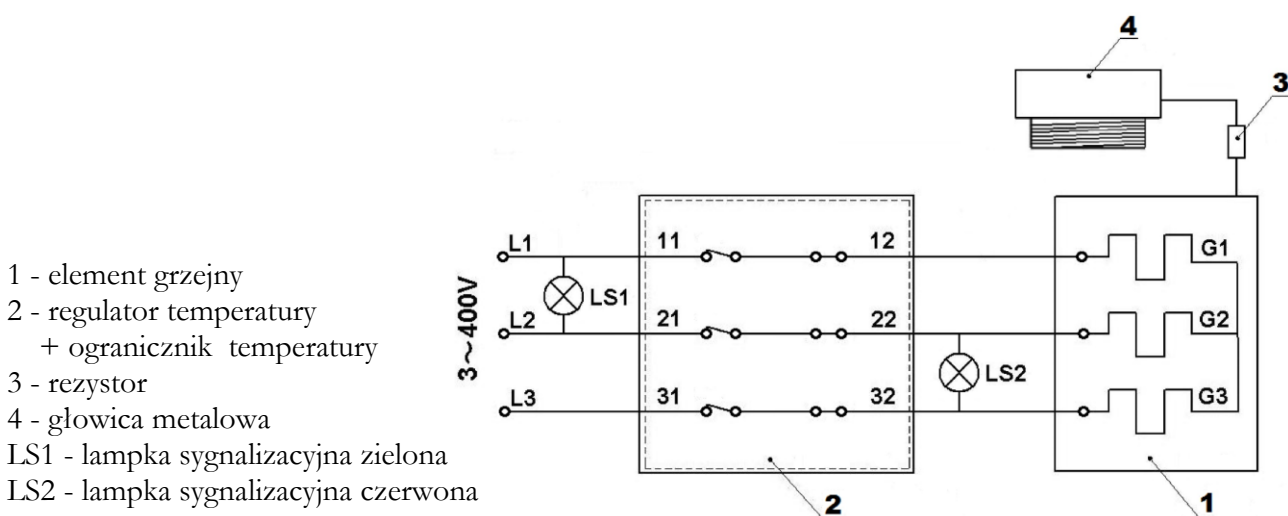 4
3
L1
11
12
G1
LS1
3~400V
L2
21
22
G2
LS2
L3
31
32
G3
2
1
1 - element grzejny
2 - regulator temperatury
+ ogranicznik temperatury
3 - rezystor
4 - głowica metalowa
LS1 - lampka sygnalizacyjna zielona
LS2 - lampka sygnalizacyjna czerwona